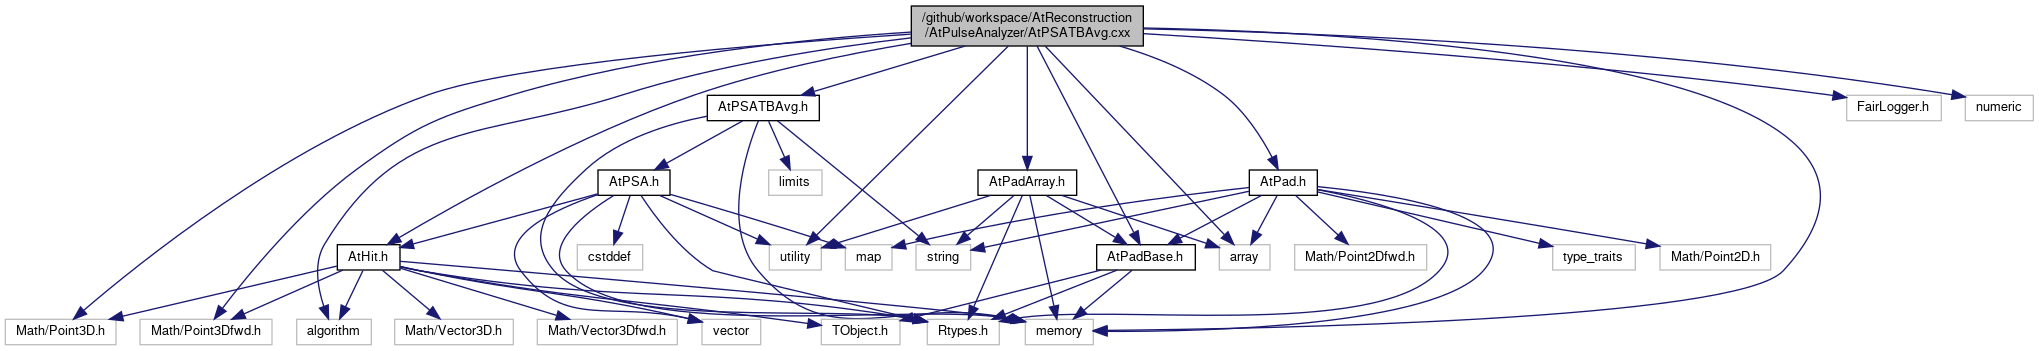 /github/workspace/AtReconstruction
/AtPulseAnalyzer/AtPSATBAvg.cxx
AtPSATBAvg.h
FairLogger.h
numeric
AtPSA.h
limits
AtPadArray.h
AtPad.h
AtHit.h
cstddef
utility
map
string
AtPadBase.h
array
Math/Point2Dfwd.h
type_traits
Math/Point2D.h
Math/Point3D.h
Math/Point3Dfwd.h
algorithm
Math/Vector3D.h
Math/Vector3Dfwd.h
vector
TObject.h
Rtypes.h
memory